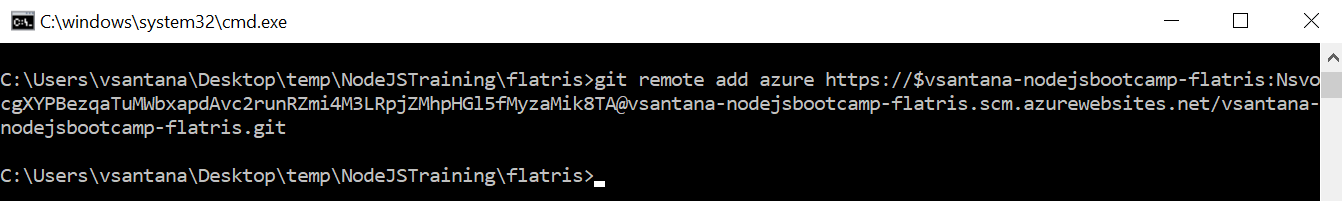 C:\windows\system32\cmd.exe
C:\Users\vsantana\Desktop\temp\NodeJSTraining\flatris>git remote add azure https://$vsantana-nodejsbootcamp-flatris:Nsvo
cgXYPBezqaTuMWbxapdAvc2runRZmi4M3LRpjZMhpHGl5fMyzaMik8TA@vsantana-nodejsbootcamp-flatris.scm.azurewebsites.net/vsantana-
nodejsbootcamp-flatris.git
C:\Users\vsantana\Desktop\temp\NodeJSTraining\flatris>